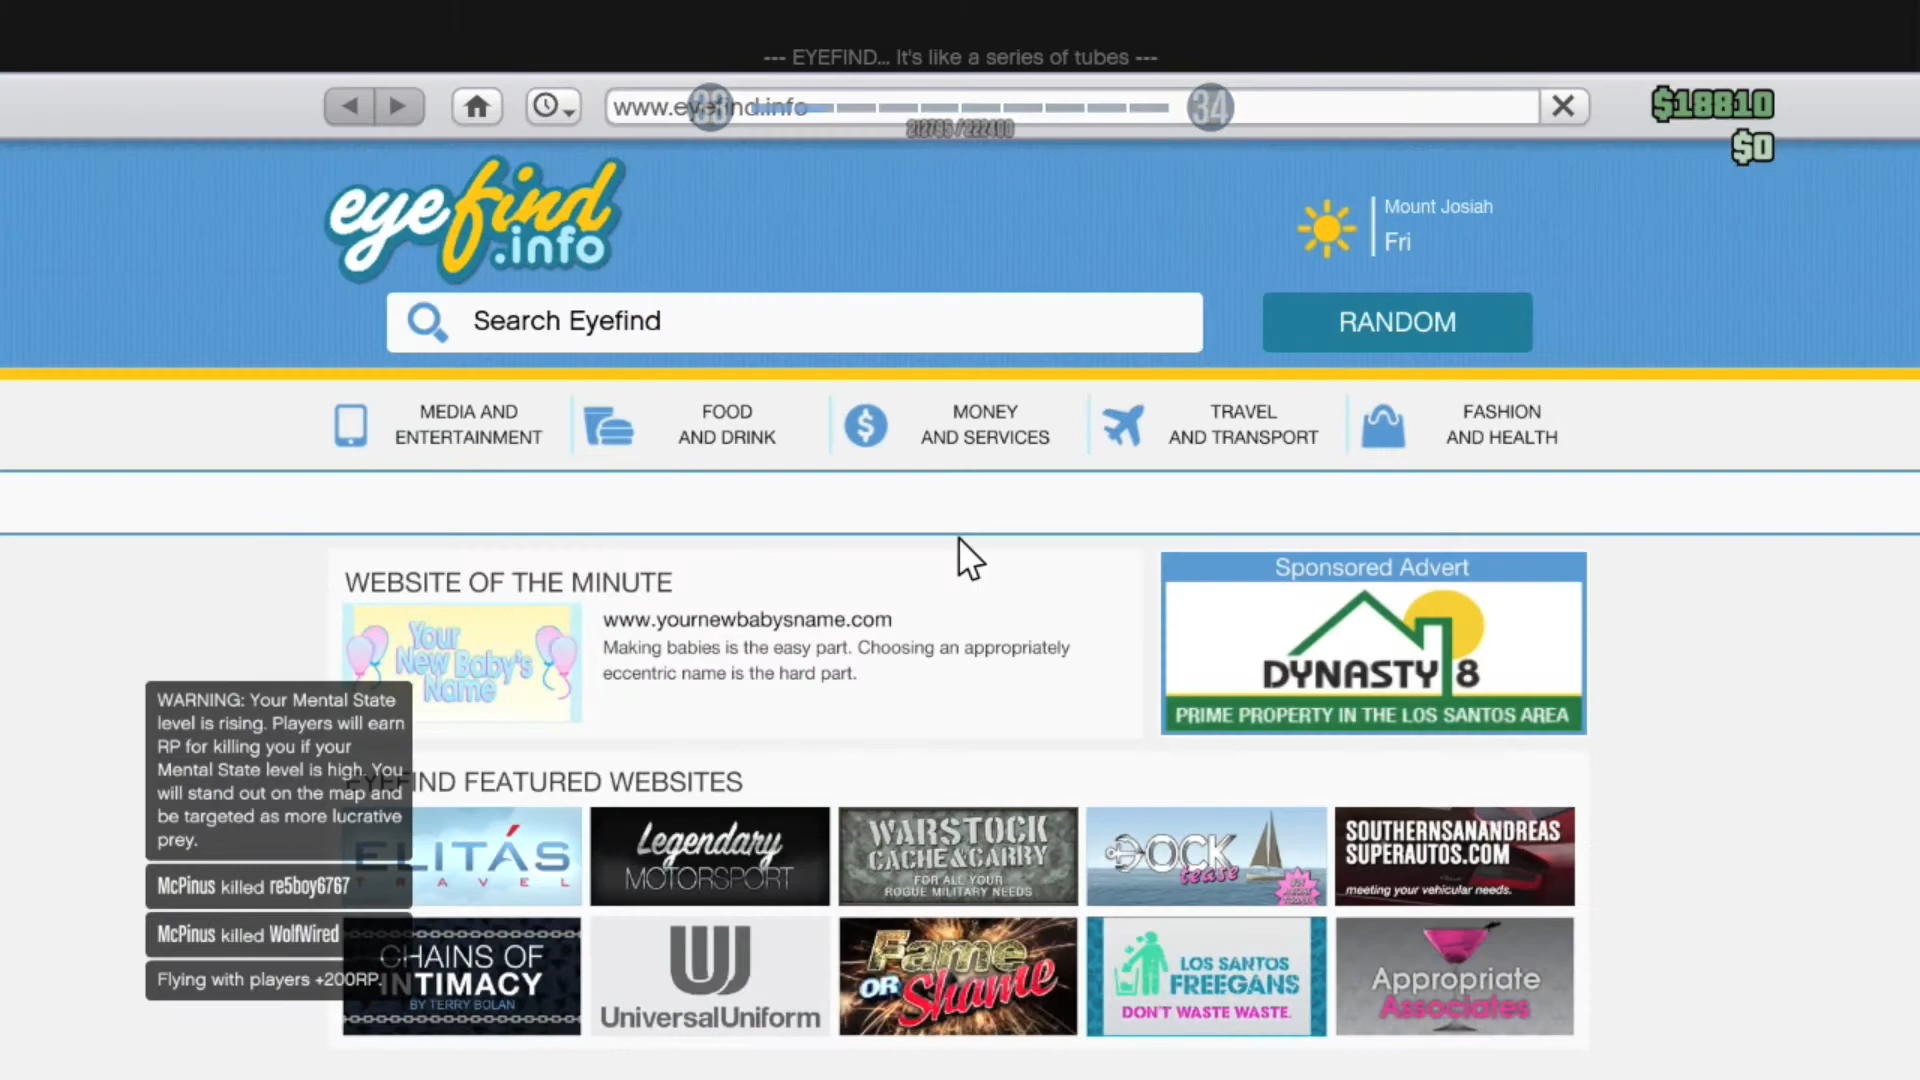 --- EYEFIND... It's like a series of tubes ---
www.eyefind.info
33
34
212795/222400
$18810
$0
eyefind
.info
Mount Josiah
Fri
Search Eyefind
RANDOM
MEDIA AND
ENTERTAINMENT
FOOD
AND DRINK
MONEY
AND SERVICES
TRAVEL
AND TRANSPORT
FASHION
AND HEALTH
WEBSITE OF THE MINUTE
Your
New Baby's
Name
www.yournewbabysname.com
Making babies is the easy part. Choosing an appropriately
eccentric name is the hard part.
Sponsored Advert
DYNASTY 8
PRIME PROPERTY IN THE LOS SANTOS AREA
WARNING: Your Mental State
level is rising. Players will earn
RP for killing you if your
Mental State level is high. You
will stand out on the map and
be targeted as more lucrative
prey.
McPinus killed re5boy6767
McPinus killed WolfWired
Flying with players +200RP.
EYEFIND FEATURED WEBSITES
ELITÁS
TRAVEL
Legendary
MOTORSPORT
WARSTOCK
CACHE & CARRY
FOR ALL YOUR
ROGUE MILITARY NEEDS
DOCK
tease
SOUTHERNSANANDREAS
SUPERAUTOS.COM
meeting your vehicular needs.
CHAINS OF
INTIMACY
BY TERRY BOLAN
UniversalUniform
Fame
OR Shame
LOS SANTOS
FREEGANS
DON'T WASTE WASTE.
Appropriate
Associates